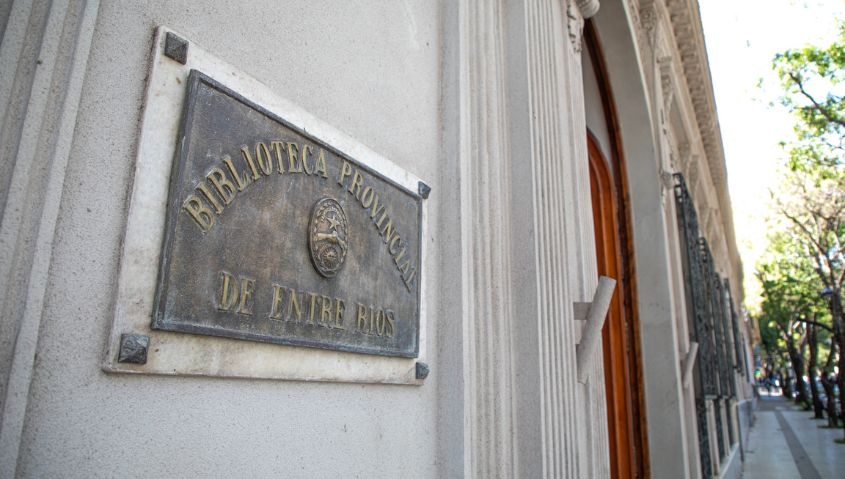 BIBLIOTECA PROVINCIAL
DE ENTRE RIOS